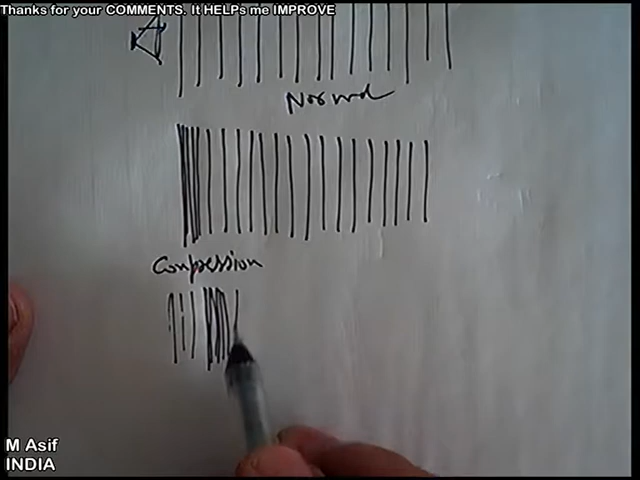 Thanks for your COMMENTS. It HELPs me IMPROVE
Normal
Compression
M Asif
INDIA